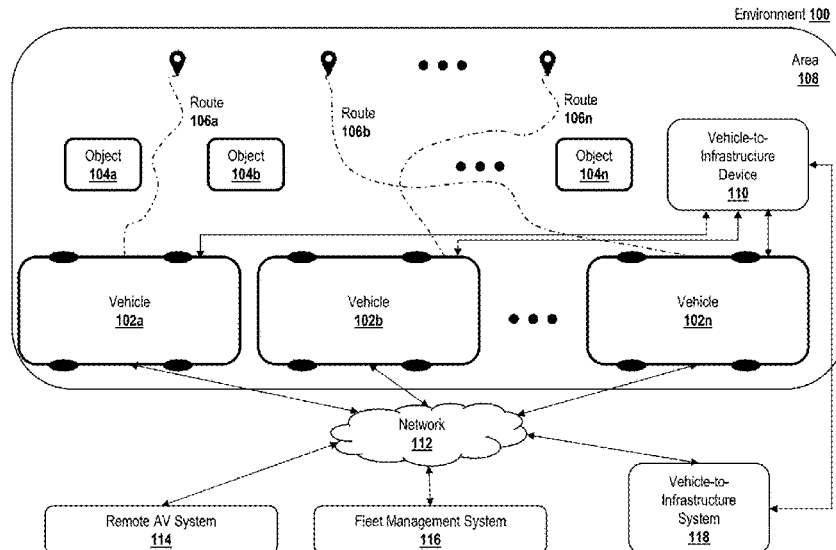 Environment 100
Area
108
Route
106a
Route
106b
Route
106n
Object
104a
Object
104b
Object
104n
Vehicle-to-
Infrastructure
Device
110
Vehicle
102a
Vehicle
102b
Vehicle
102n
Network
112
Remote AV System
114
Fleet Management System
116
Vehicle-to-
Infrastructure
System
118